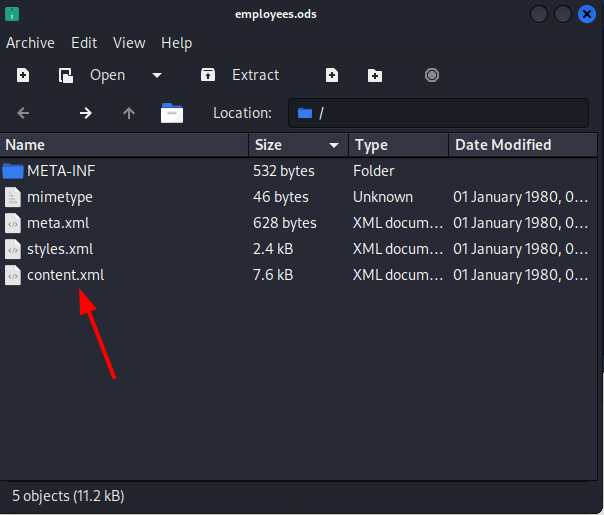 employees.ods
Archive Edit View Help
Open Extract
Location: /
Name Size Type Date Modified
META-INF 532 bytes Folder
mimetype 46 bytes Unknown 01 January 1980, 0...
meta.xml 628 bytes XML docum... 01 January 1980, 0...
styles.xml 2.4 kB XML docum... 01 January 1980, 0...
content.xml 7.6 kB XML docum... 01 January 1980, 0...
5 objects (11.2 kB)